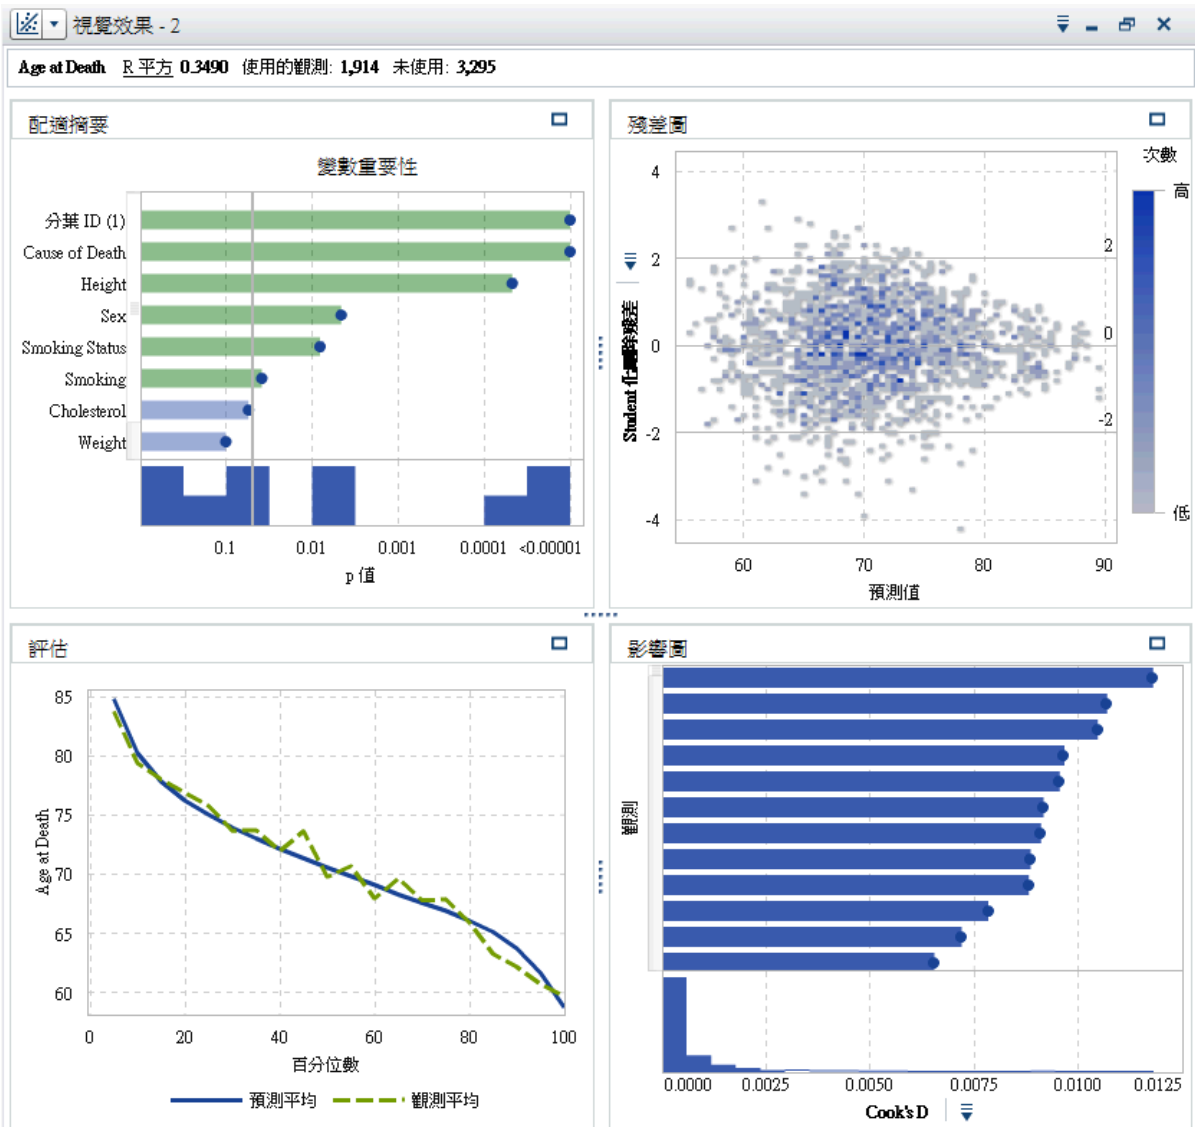 視覺效果 - 2
Age at Death R 平方 0.3490 使用的觀測: 1,914 未使用: 3,295
配適摘要
變數重要性
分葉 ID (1)
Cause of Death
Height
Sex
Smoking Status
Smoking
Cholesterol
Weight
0.1 0.01 0.001 0.0001 <0.00001
p 值
殘差圖
次數
高
低
4
2
0
-2
-4
2
0
-2
Student 化刪除殘差
60 70 80 90
預測值
評估
85
80
75
70
65
60
Age at Death
0 20 40 60 80 100
百分位數
預測平均 觀測平均
影響圖
觀測
0.0000 0.0025 0.0050 0.0075 0.0100 0.0125
Cook's D